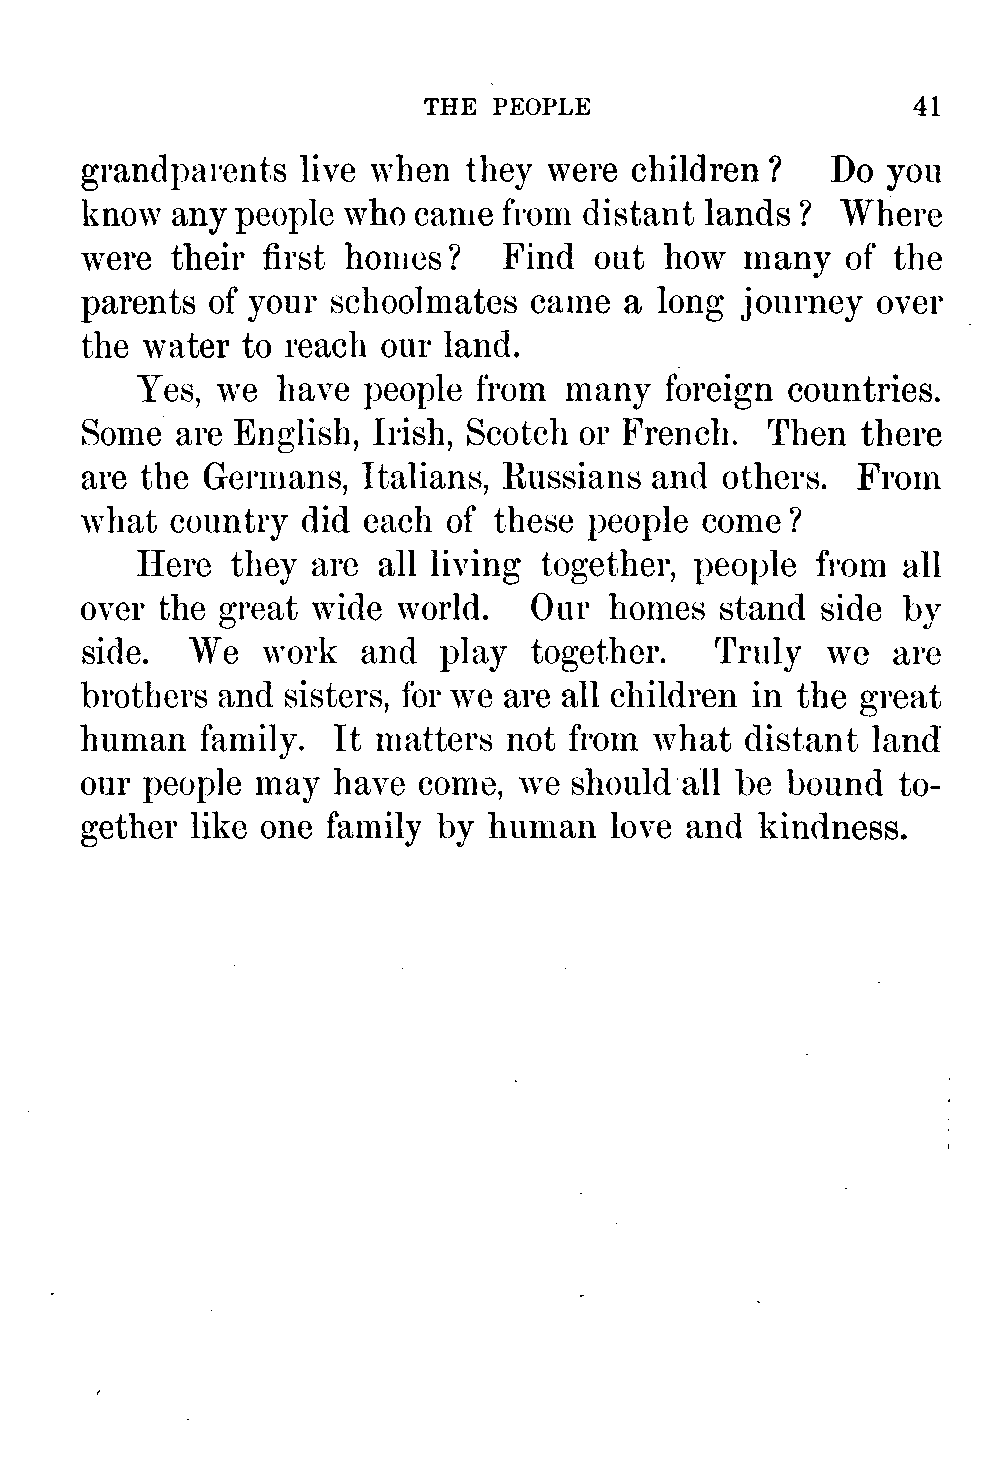 THE PEOPLE 41
grandparents live when they were children? Do you
know any people who came from distant lands? Where
were their first homes? Find out how many of the
parents of your schoolmates came a long journey over
the water to reach our land.
Yes, we have people from many foreign countries.
Some are English, Irish, Scotch or French. Then there
are the Germans, Italians, Russians and others. From
what country did each of these people come?
Here they are all living together, people from all
over the great wide world. Our homes stand side by
side. We work and play together. Truly we are
brothers and sisters, for we are all children in the great
human family. It matters not from what distant land
our people may have come, we should all be bound to-
gether like one family by human love and kindness.